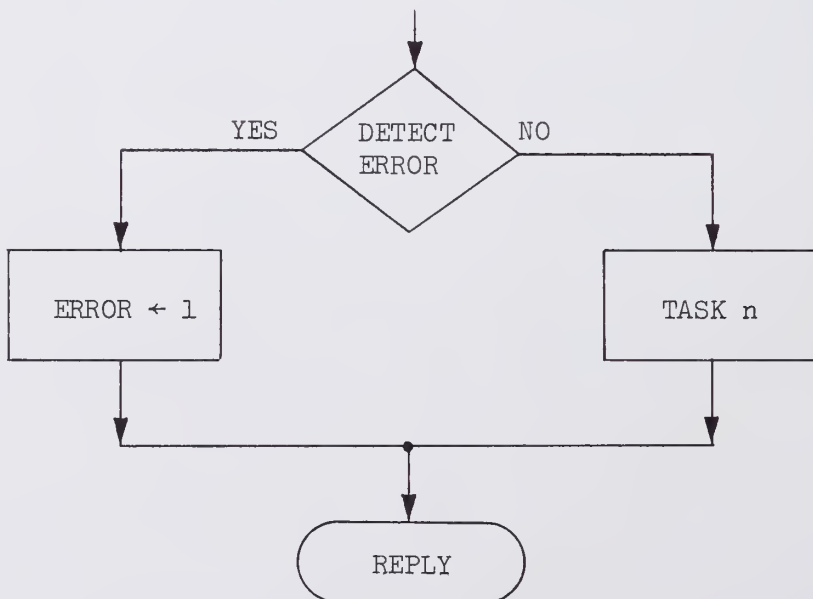 YES
DETECT
ERROR
NO
ERROR ← 1
TASK n
REPLY